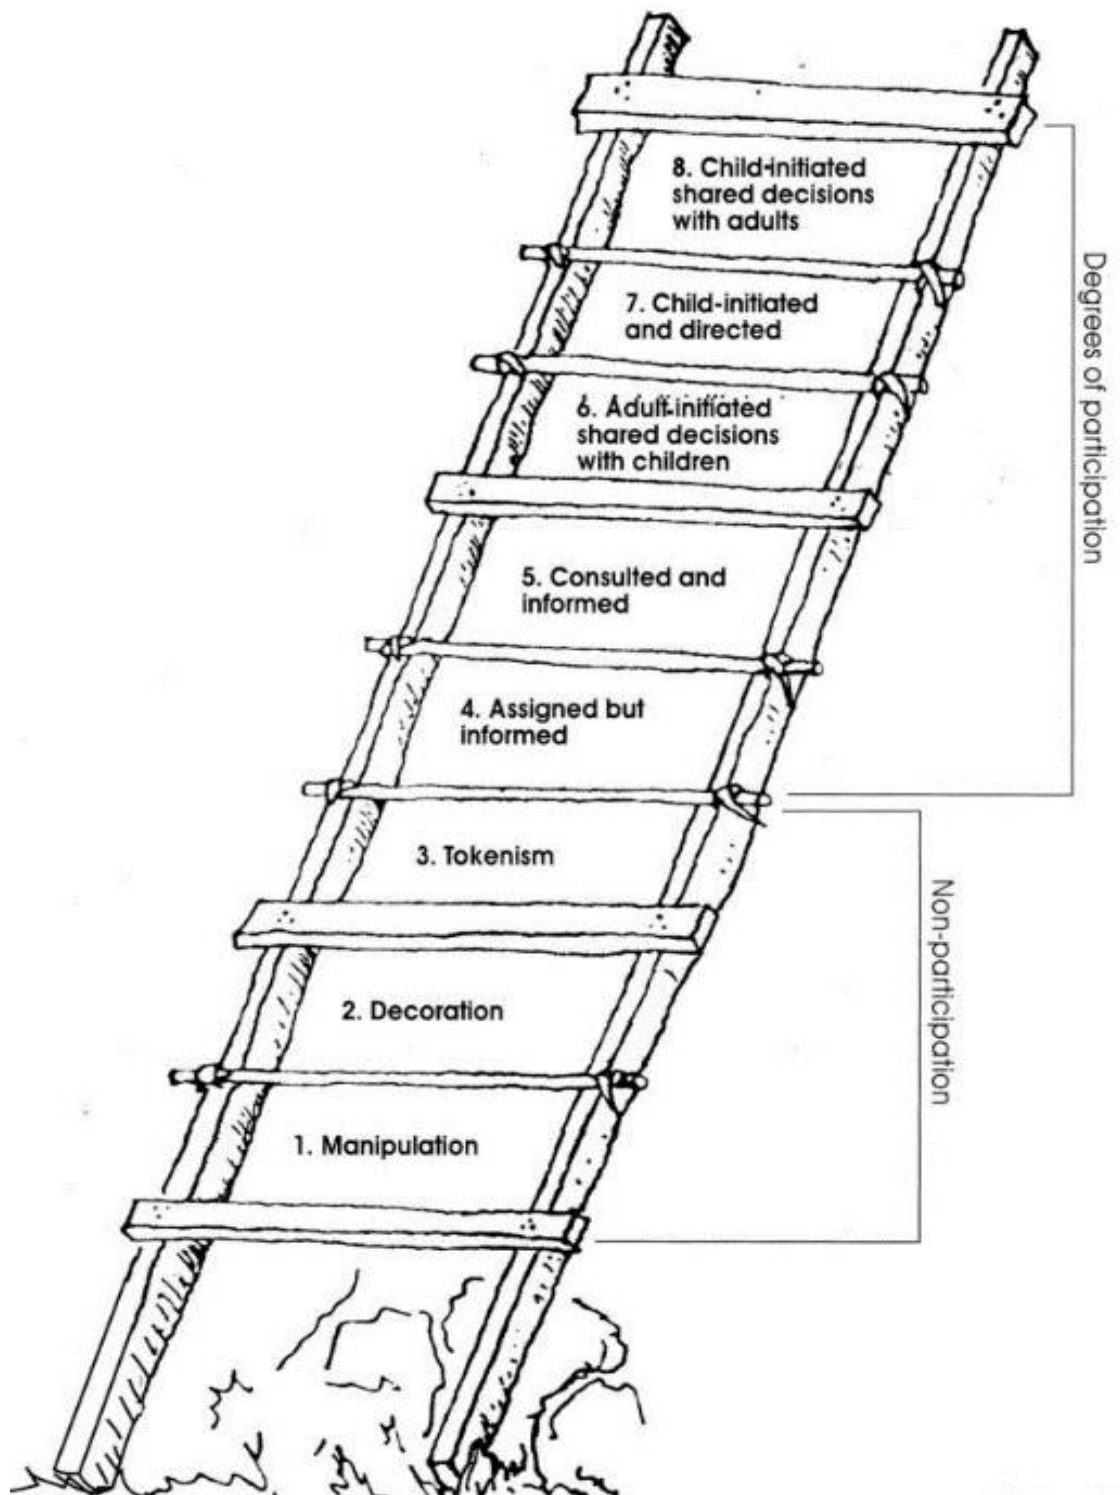 8. Child-initiated
shared decisions
with adults
7. Child-initiated
and directed
6. Adult-initiated
shared decisions
with children
5. Consulted and
informed
4. Assigned but
informed
3. Tokenism
2. Decoration
1. Manipulation
Degrees of participation
Non-participation